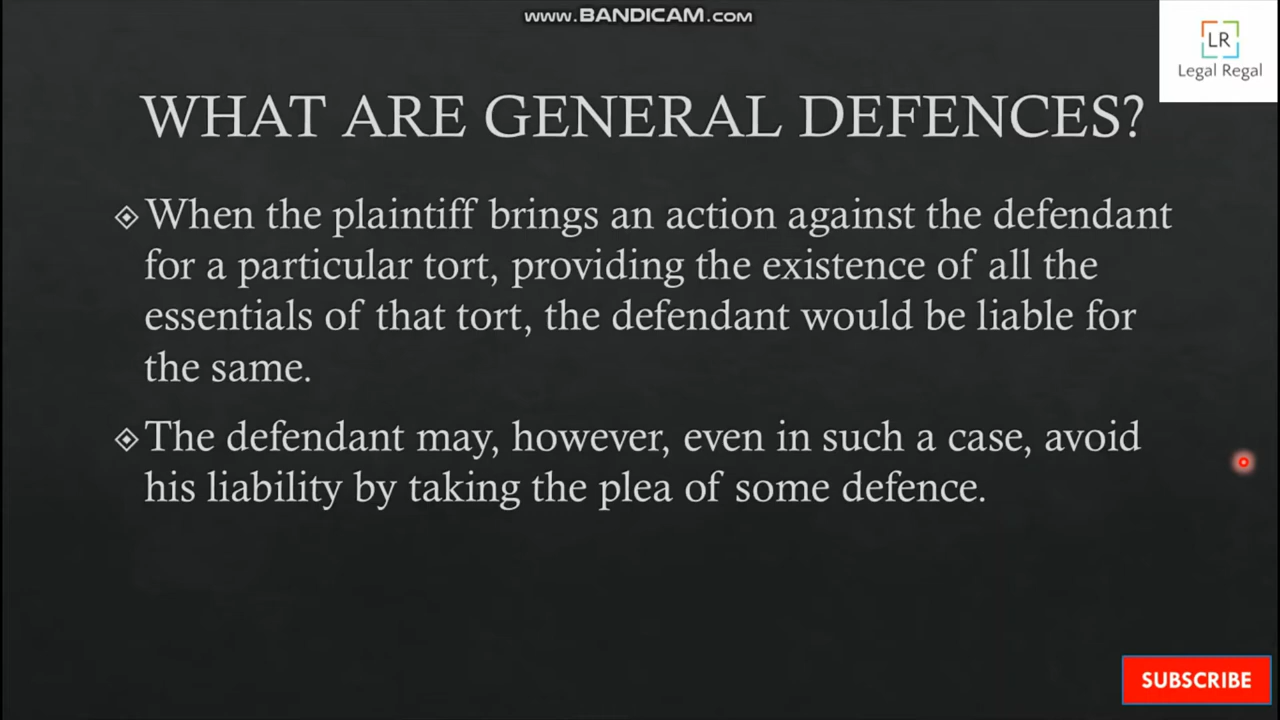 www.BANDICAM.com
LR
Legal Regal
WHAT ARE GENERAL DEFENCES?
When the plaintiff brings an action against the defendant
for a particular tort, providing the existence of all the
essentials of that tort, the defendant would be liable for
the same.
The defendant may, however, even in such a case, avoid
his liability by taking the plea of some defence.
SUBSCRIBE